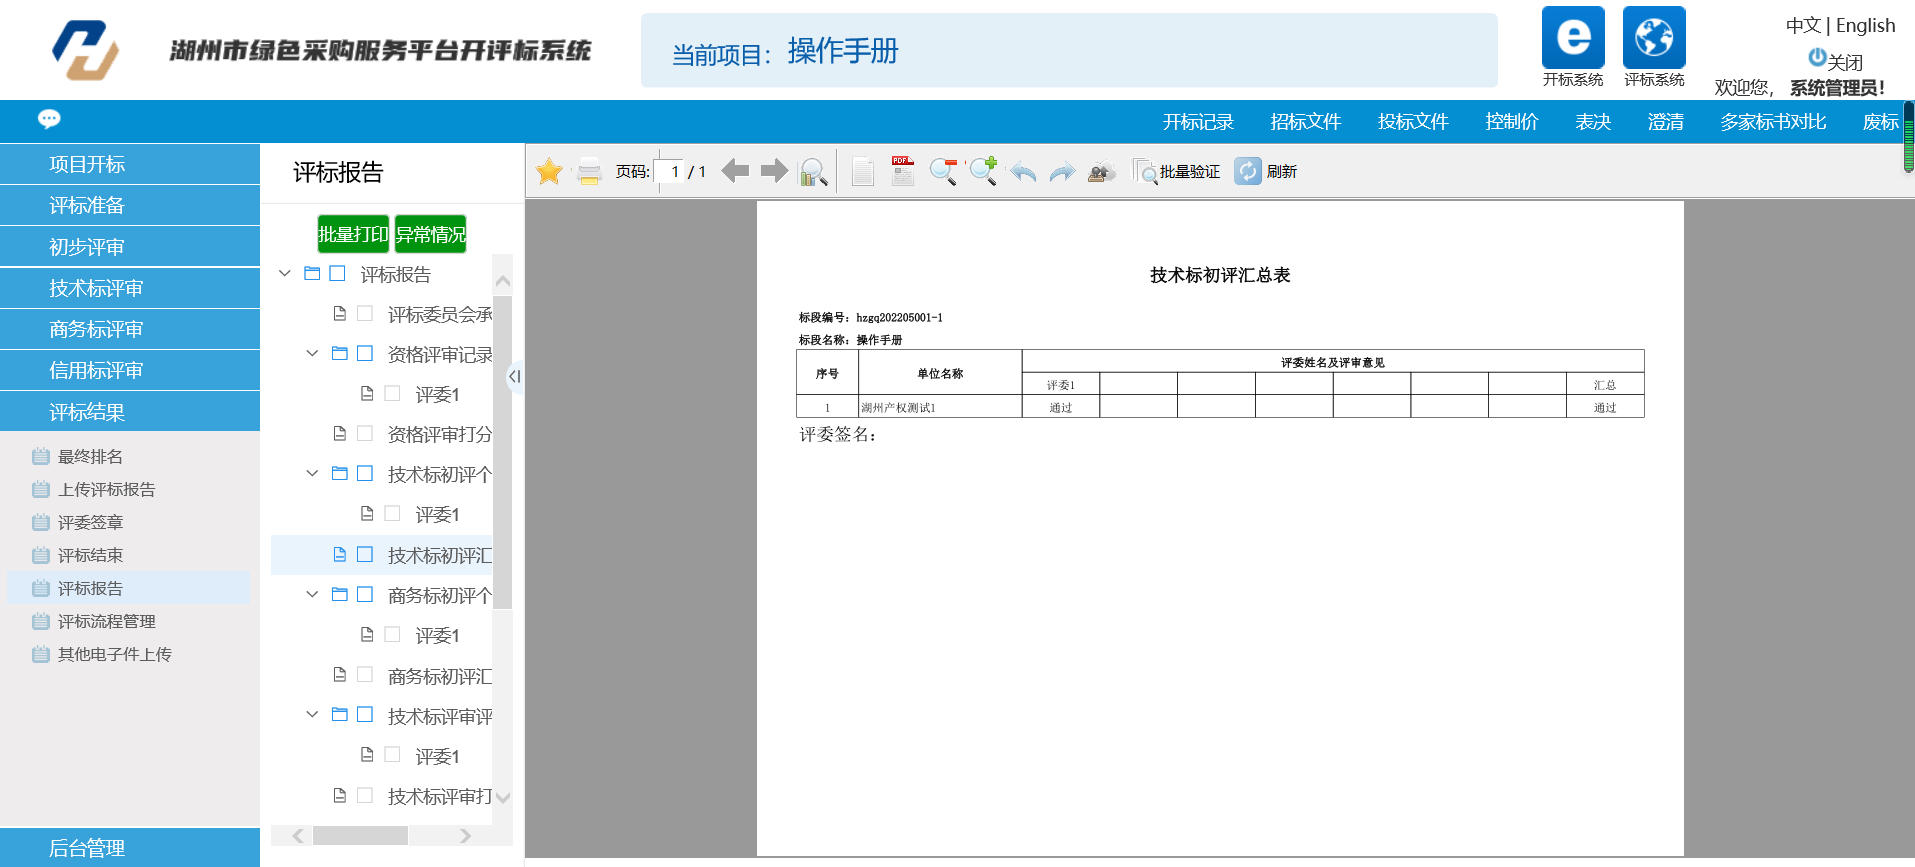 湖州市绿色采购服务平台开评标系统
当前项目：操作手册
开标系统
评标系统
中文 | English
关闭
欢迎您， 系统管理员！
开标记录 招标文件 投标文件 控制价 表决 澄清 多家标书对比 废标
项目开标
评标准备
初步评审
技术标评审
商务标评审
信用标评审
评标结果
最终排名
上传评标报告
评委签章
评标结束
评标报告
评标流程管理
其他电子件上传
后台管理
评标报告
批量打印 异常情况
评标报告
评标委员会承
资格评审记录
评委1
资格评审打分
技术标初评个
评委1
技术标初评汇
商务标初评个
评委1
商务标初评汇
技术标评审评
评委1
技术标评审打
页码: 1 / 1
PDF
批量验证
刷新
技术标初评汇总表
标段编号：hzgq202205001-1
标段名称：操作手册
序号 单位名称 评委姓名及评审意见
评委1 汇总
1 湖州产权测试1 通过 通过
评委签名：